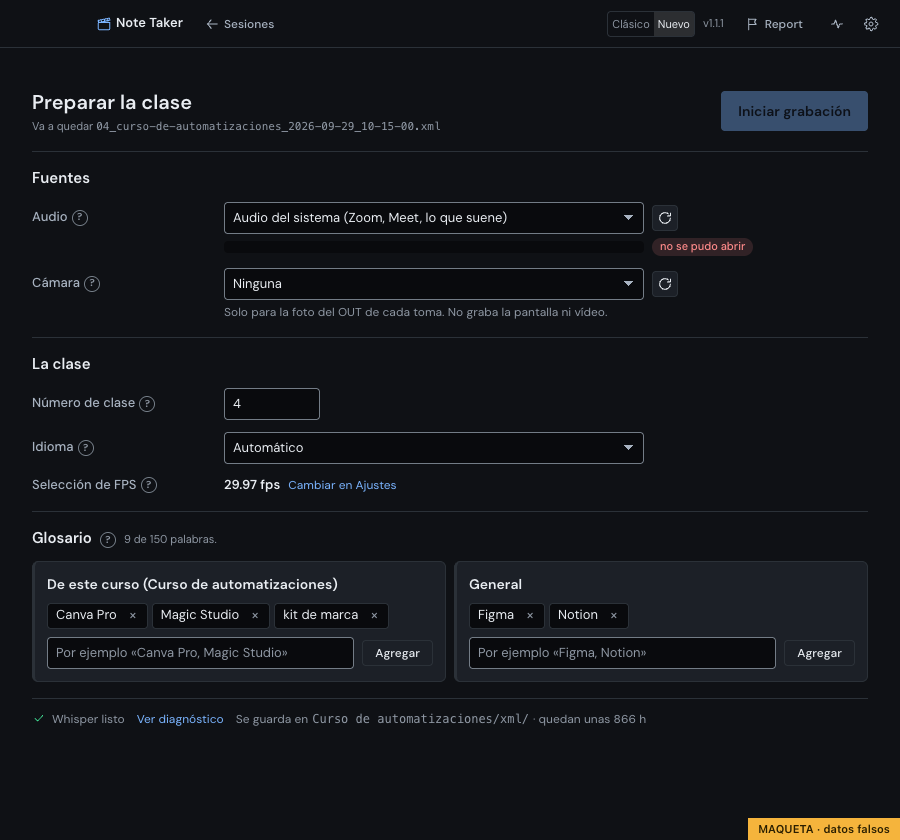 Note Taker
← Sesiones
Clásico Nuevo v1.1.1
Report
Preparar la clase
Va a quedar 04_curso-de-automatizaciones_2026-09-29_10-15-00.xml
Iniciar grabación
Fuentes
Audio ?
Audio del sistema (Zoom, Meet, lo que suene)
no se pudo abrir
Cámara ?
Ninguna
Solo para la foto del OUT de cada toma. No graba la pantalla ni vídeo.
La clase
Número de clase ?
4
Idioma ?
Automático
Selección de FPS ?
29.97 fps Cambiar en Ajustes
Glosario ? 9 de 150 palabras.
De este curso (Curso de automatizaciones)
Canva Pro × Magic Studio × kit de marca ×
Por ejemplo «Canva Pro, Magic Studio» Agregar
General
Figma × Notion ×
Por ejemplo «Figma, Notion» Agregar
✓ Whisper listo Ver diagnóstico Se guarda en Curso de automatizaciones/xml/ · quedan unas 866 h
MAQUETA · datos falsos